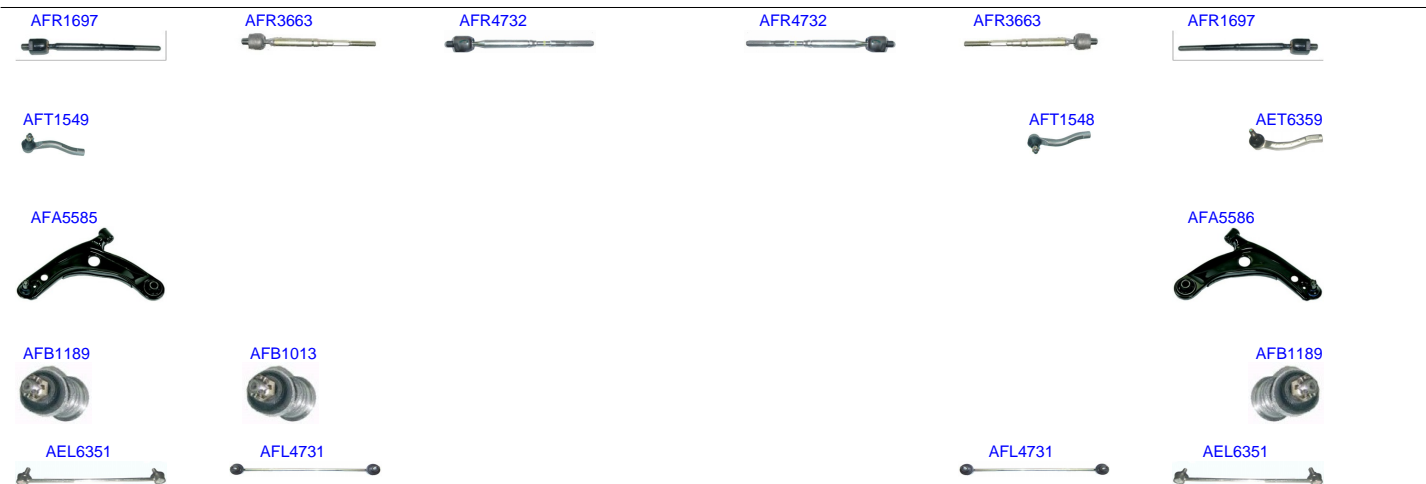 AFR1697 AFR3663 AFR4732 AFR4732 AFR3663 AFR1697
AFT1549 AFT1548 AET6359
AFA5585 AFA5586
AFB1189 AFB1013 AFB1189
AEL6351 AFL4731 AFL4731 AEL6351